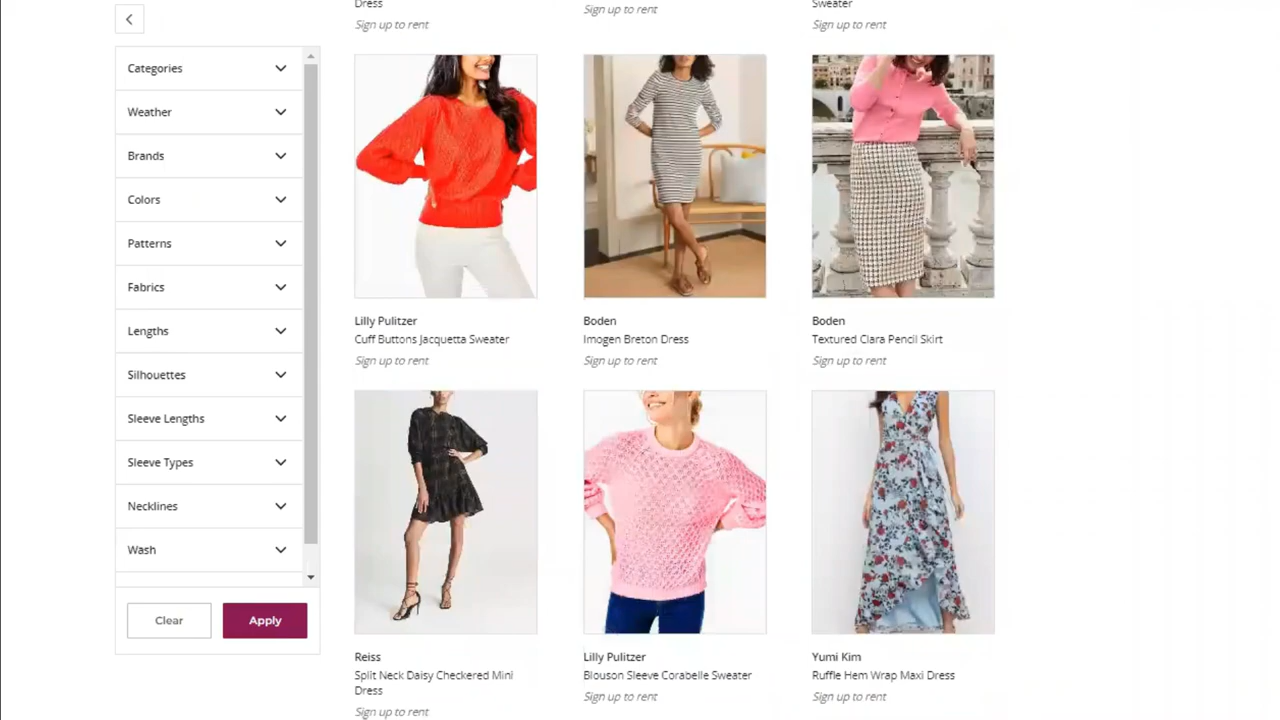 Dress
Sign up to rent
Sign up to rent
Sweater
Sign up to rent
Categories
Weather
Brands
Colors
Patterns
Fabrics
Lengths
Silhouettes
Sleeve Lengths
Sleeve Types
Necklines
Wash
Clear
Apply
Lilly Pulitzer
Cuff Buttons Jacquetta Sweater
Sign up to rent
Boden
Imogen Breton Dress
Sign up to rent
Boden
Textured Clara Pencil Skirt
Sign up to rent
Reiss
Split Neck Daisy Checkered Mini
Dress
Sign up to rent
Lilly Pulitzer
Blouson Sleeve Corabelle Sweater
Sign up to rent
Yumi Kim
Ruffle Hem Wrap Maxi Dress
Sign up to rent